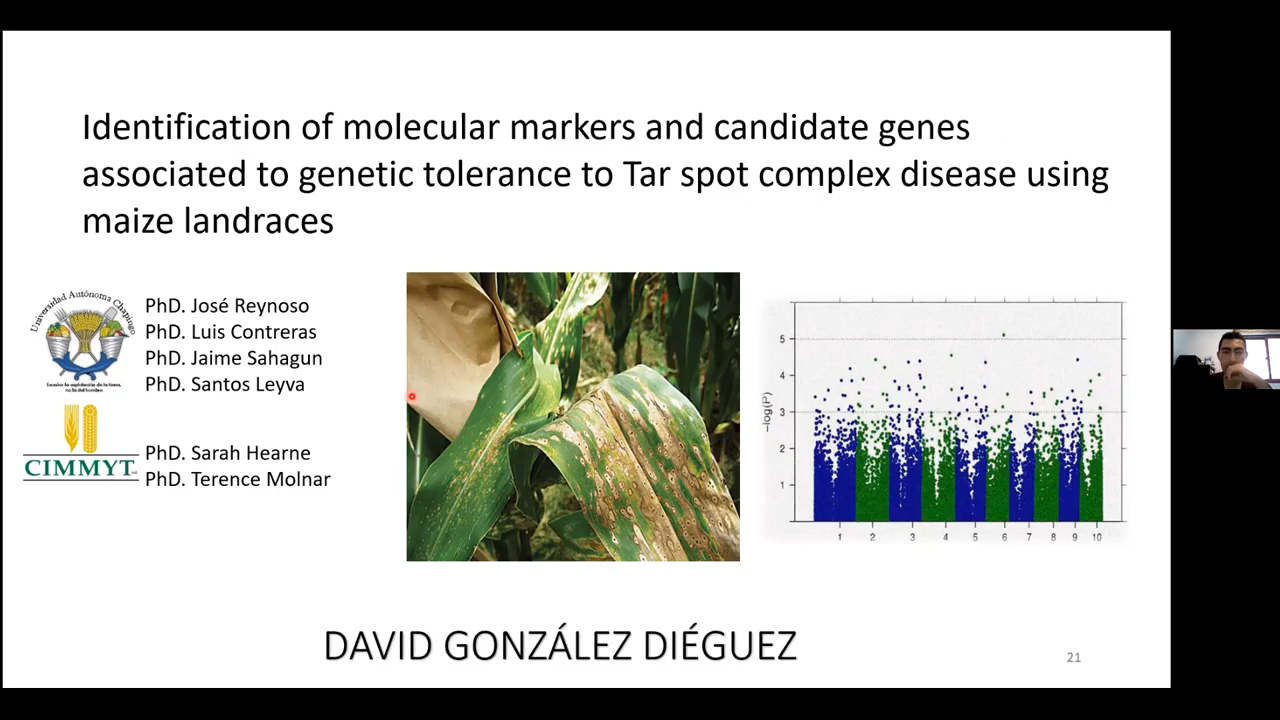 Identification of molecular markers and candidate genes
associated to genetic tolerance to Tar spot complex disease using
maize landraces
Universidad Autónoma Chapingo
PhD. José Reynoso
PhD. Luis Contreras
PhD. Jaime Sahagun
PhD. Santos Leyva
CIMMYT
PhD. Sarah Hearne
PhD. Terence Molnar
-log(P)
5
4
3
2
1
1 2 3 4 5 6 7 8 9 10
DAVID GONZÁLEZ DIÉGUEZ
21